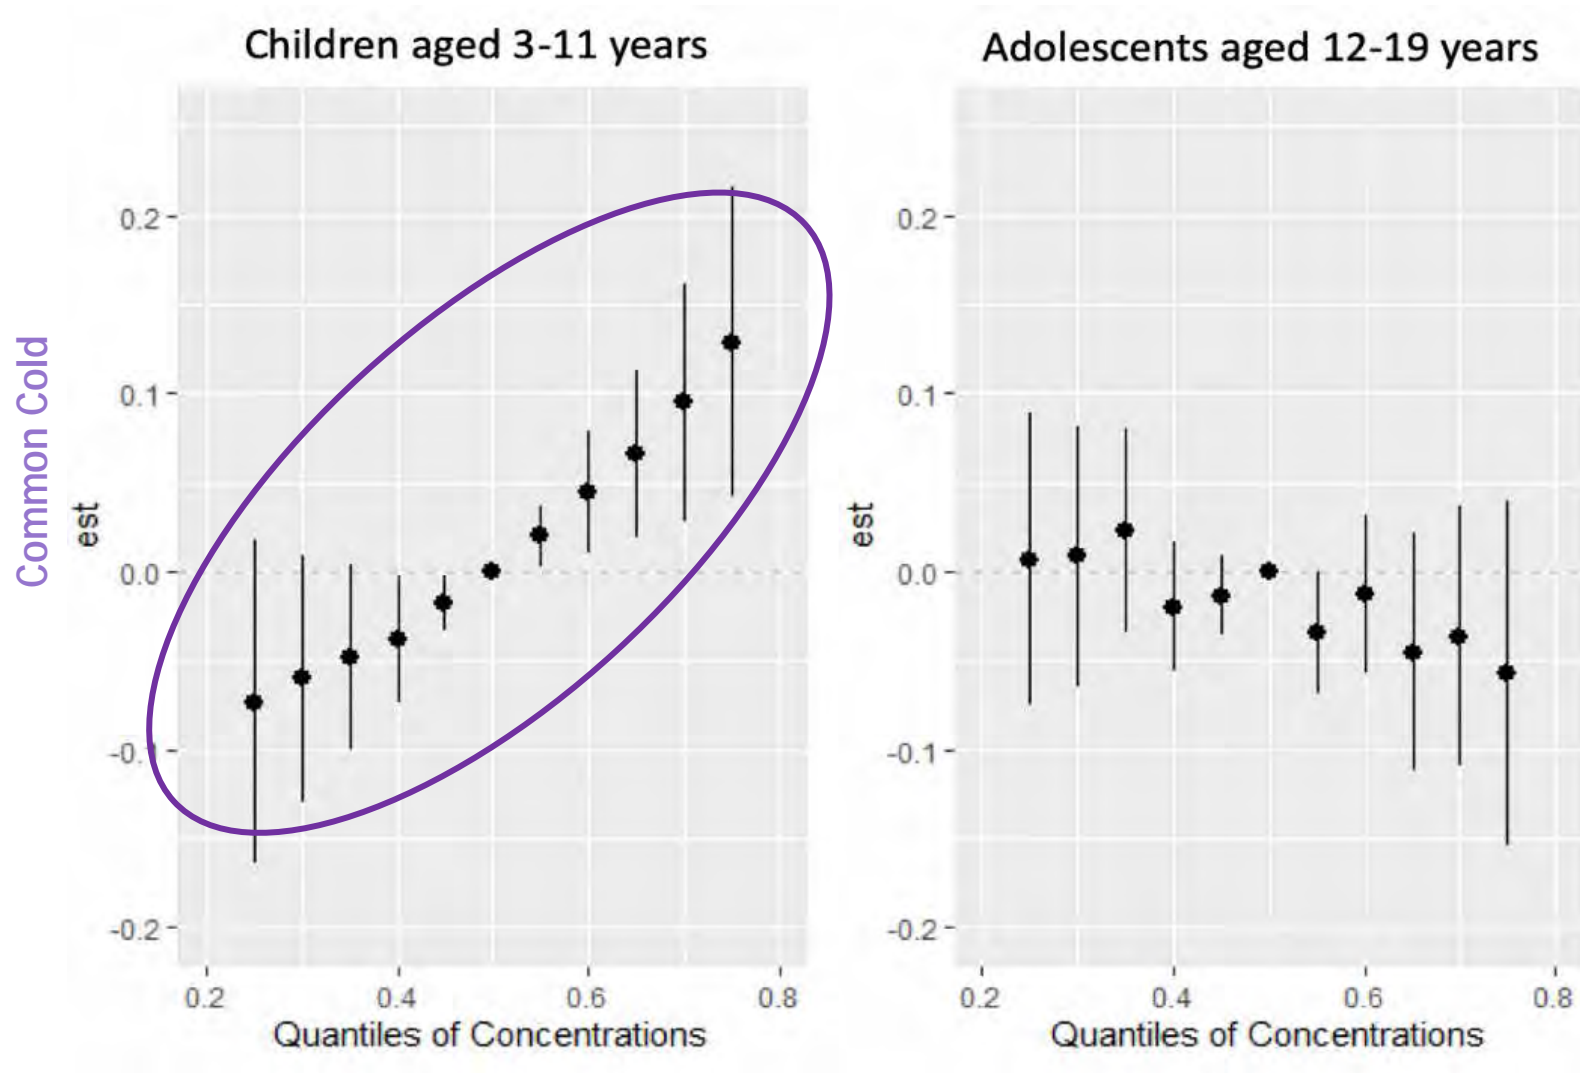 Children aged 3-11 years
Common Cold
est
0.2
0.1
0.0
-0.1
-0.2
0.2 0.4 0.6 0.8
Quantiles of Concentrations
Adolescents aged 12-19 years
est
0.2
0.1
0.0
-0.1
-0.2
0.2 0.4 0.6 0.8
Quantiles of Concentrations